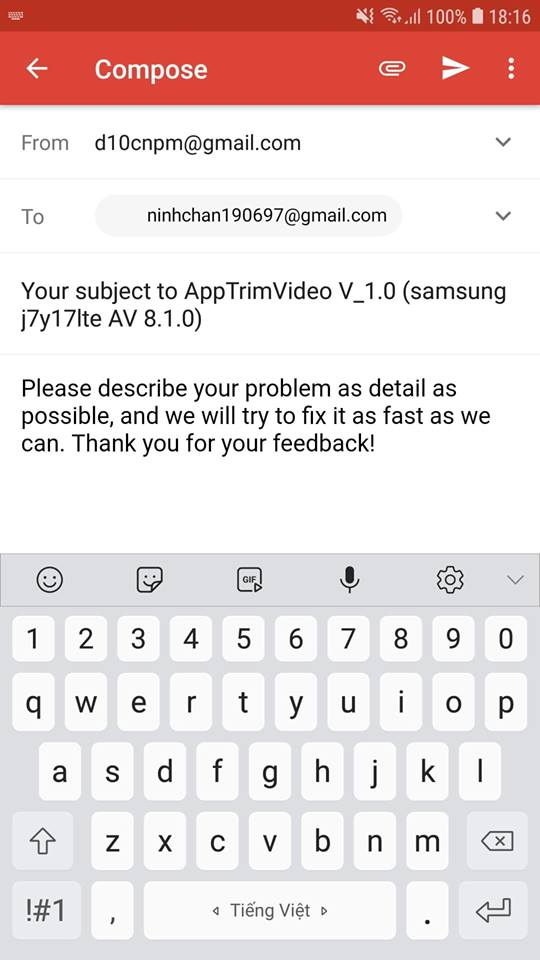 100% 18:16
Compose
From d10cnpm@gmail.com
To ninhchan190697@gmail.com
Your subject to AppTrimVideo V_1.0 (samsung
j7y17lte AV 8.1.0)
Please describe your problem as detail as
possible, and we will try to fix it as fast as we
can. Thank you for your feedback!
GIF
1 2 3 4 5 6 7 8 9 0
q w e r t y u i o p
a s d f g h j k l
z x c v b n m
!#1 , Tiếng Việt .